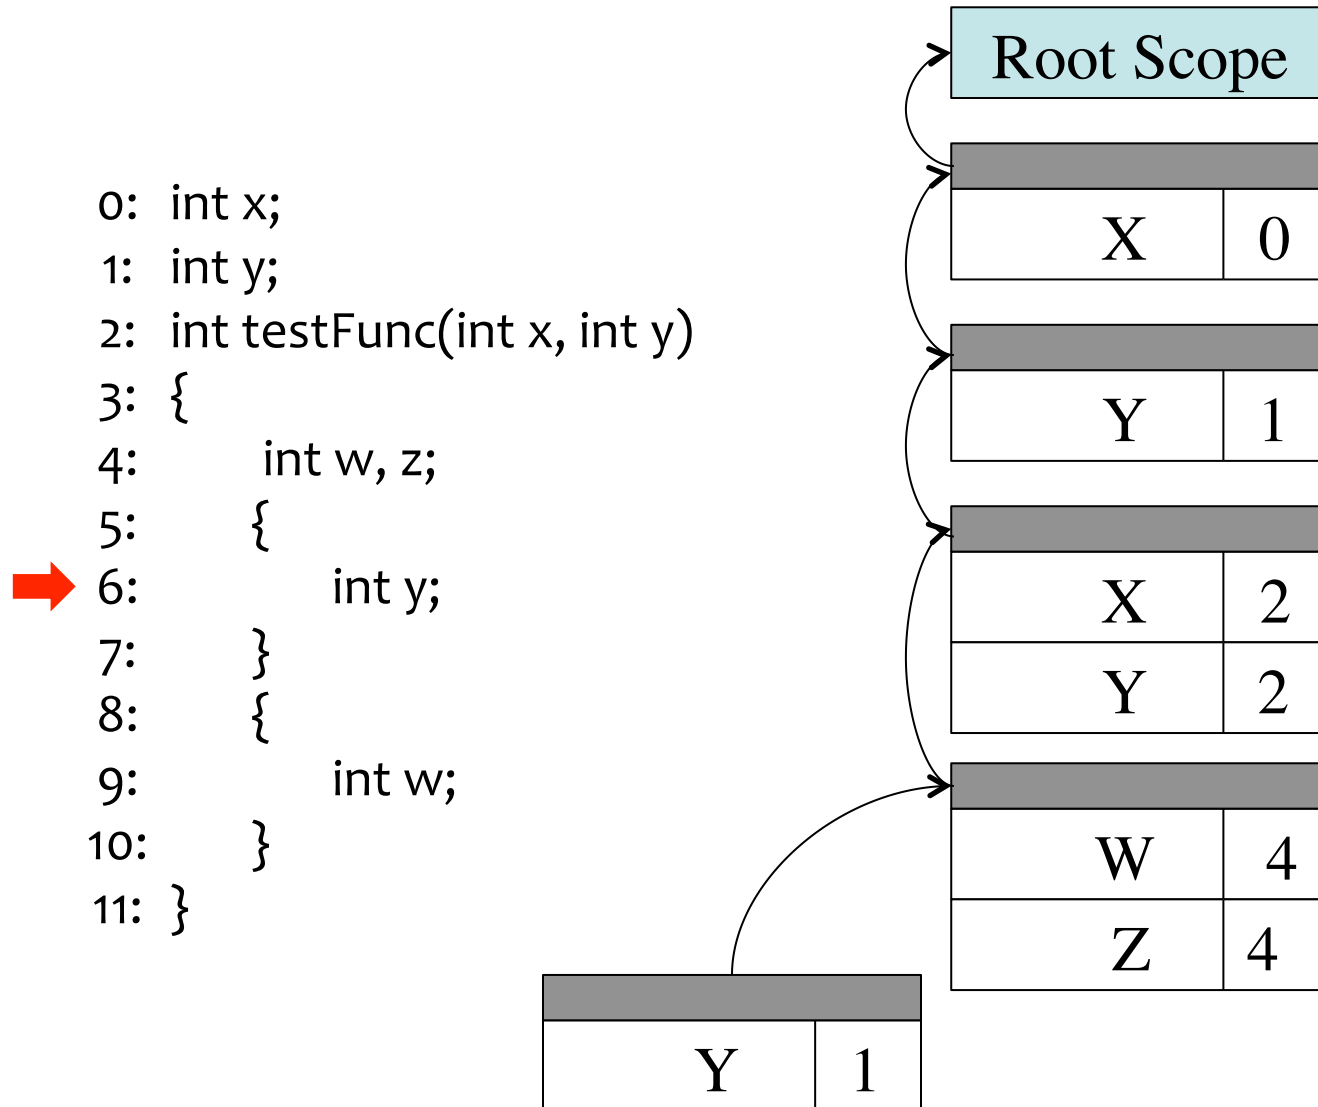 0: int x;
1: int y;
2: int testFunc(int x, int y)
3: {
4: int w, z;
5: {
6: int y;
7: }
8: {
9: int w;
10: }
11: }
Root Scope
X 0
Y 1
X 2
Y 2
W 4
Z 4
Y 1